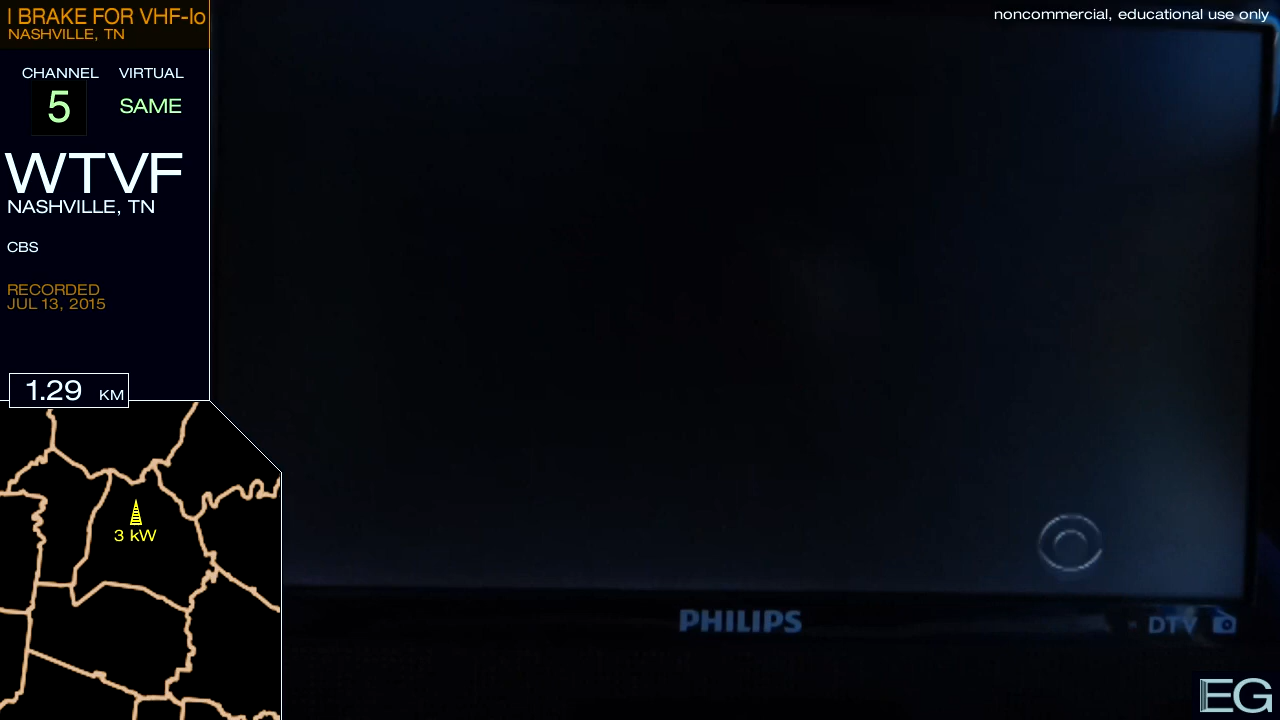 I BRAKE FOR VHF-lo
NASHVILLE, TN
noncommercial, educational use only
CHANNEL VIRTUAL
5 SAME
WTVF
NASHVILLE, TN
CBS
RECORDED
JUL 13, 2015
1.29 KM
3 kW
PHILIPS
DTV
EG